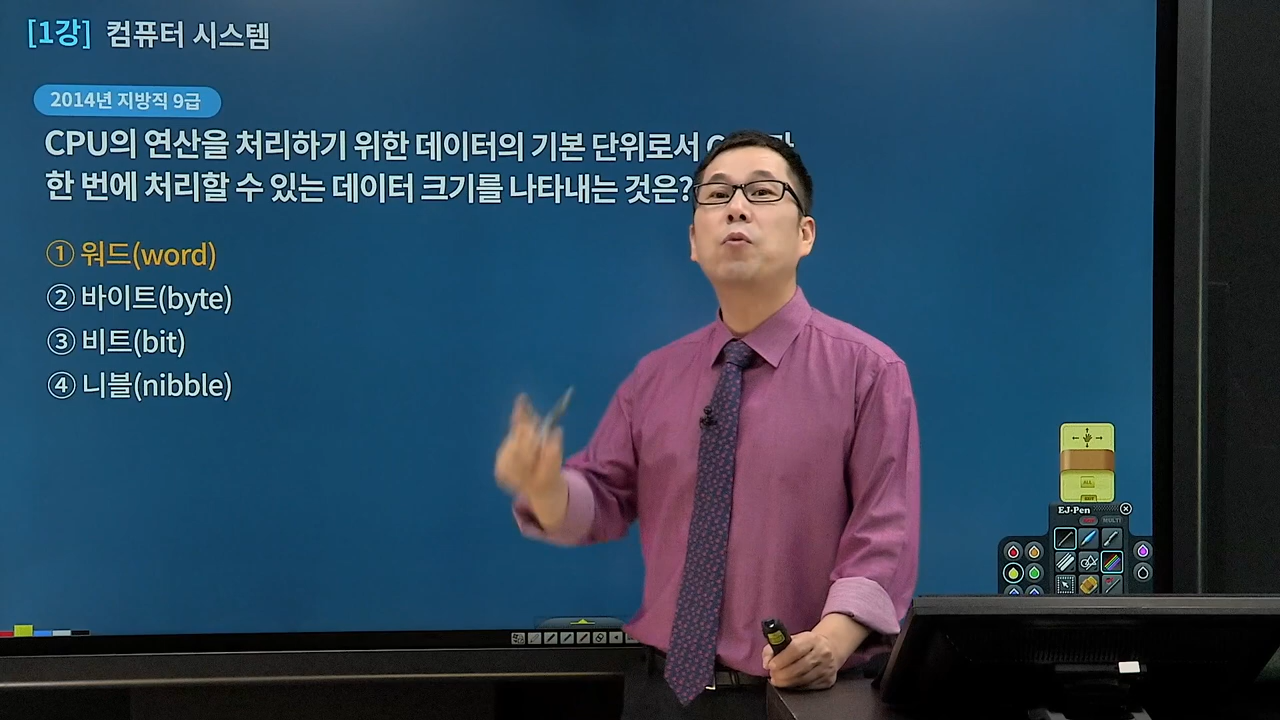 [1강] 컴퓨터 시스템
2014년 지방직 9급
CPU의 연산을 처리하기 위한 데이터의 기본 단위로서
한 번에 처리할 수 있는 데이터 크기를 나타내는 것은?
① 워드(word)
② 바이트(byte)
③ 비트(bit)
④ 니블(nibble)
ALL
EXIT
EJ-Pen
MULTI